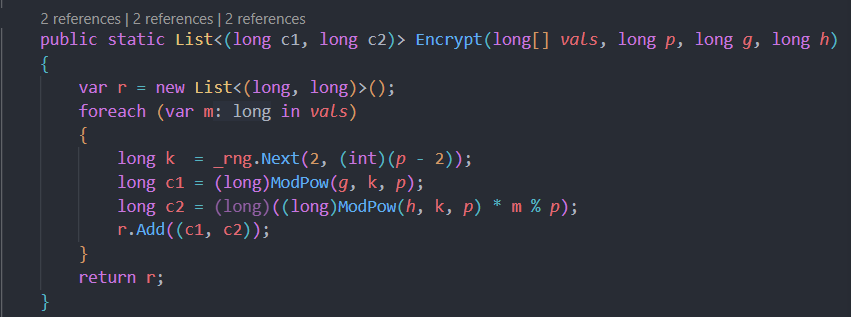 2 references | 2 references | 2 references
public static List<(long c1, long c2)> Encrypt(long[] vals, long p, long g, long h)
{
    var r = new List<(long, long)>();
    foreach (var m: long in vals)
    {
        long k  = _rng.Next(2, (int)(p - 2));
        long c1 = (long)ModPow(g, k, p);
        long c2 = (long)((long)ModPow(h, k, p) * m % p);
        r.Add((c1, c2));
    }
    return r;
}